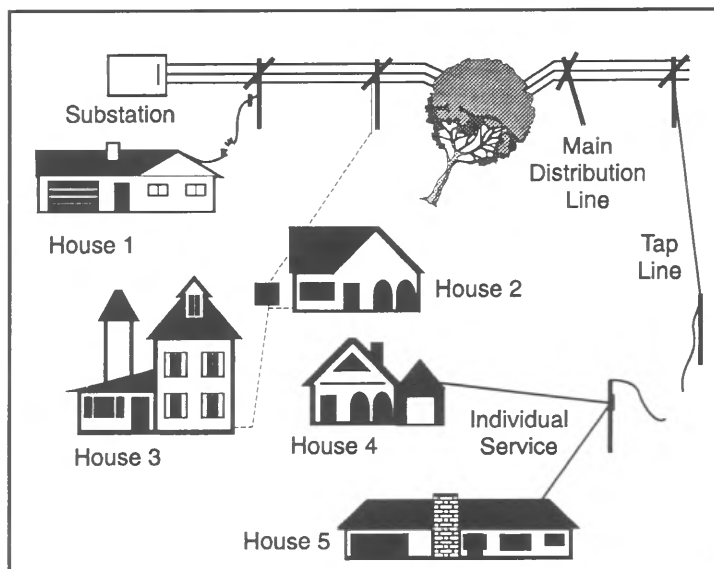 Substation
Main
Distribution
Line
House 1
Tap
Line
House 2
House 3
House 4
Individual
Service
House 5